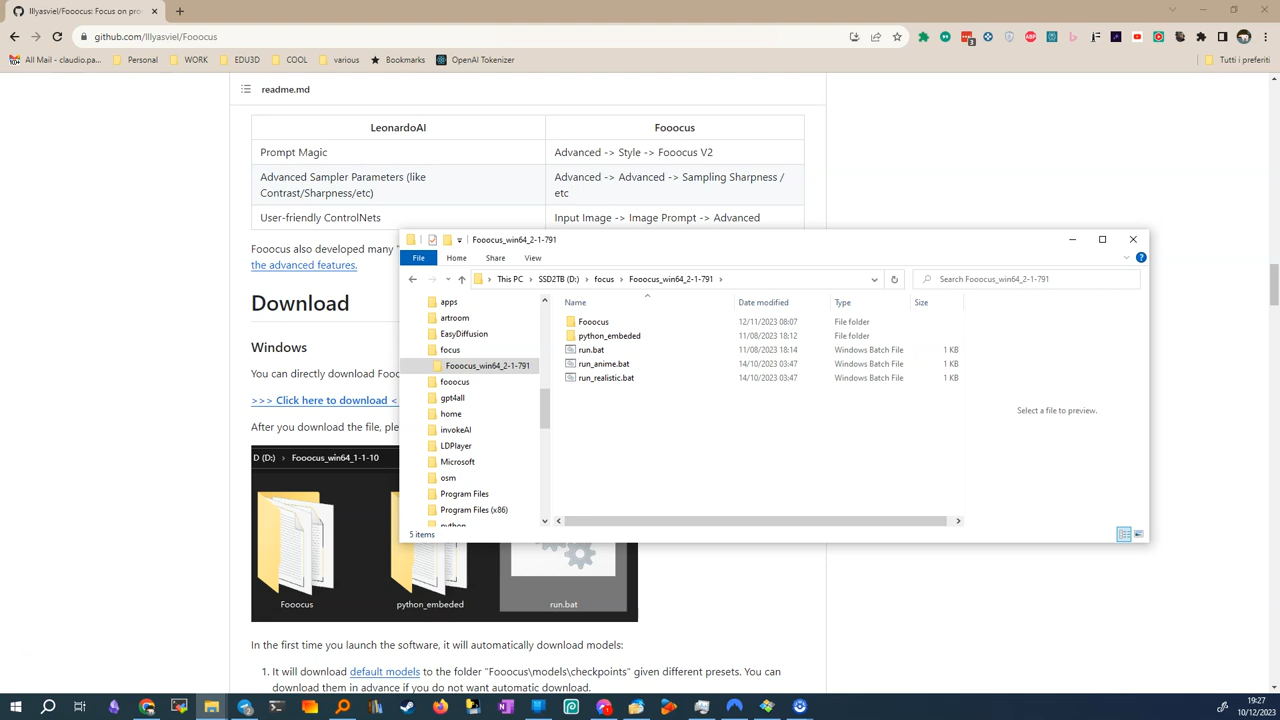 lllyasviel/Fooocus: Focus on pro
github.com/lllyasviel/Fooocus
3
ABP
All Mail - claudio.pa...
Personal
WORK
EDU3D
COOL
various
Bookmarks
OpenAI Tokenizer
Tutti i preferiti
readme.md
LeonardoAI
Fooocus
Prompt Magic
Advanced -> Style -> Fooocus V2
Advanced Sampler Parameters (like
Contrast/Sharpness/etc)
Advanced -> Advanced -> Sampling Sharpness /
etc
User-friendly ControlNets
Input Image -> Image Prompt -> Advanced
Fooocus also developed many "
the advanced features.
Download
Windows
You can directly download Fooo
>>> Click here to download <
After you download the file, ple
D (D:) > Fooocus_win64_1-1-10
Fooocus
python_embeded
run.bat
In the first time you launch the software, it will automatically download models:
1. It will download default models to the folder "Fooocus\models\checkpoints" given different presets. You can
download them in advance if you do not want automatic download.
Fooocus_win64_2-1-791
File
Home
Share
View
This PC > SSD2TB (D:) > focus > Fooocus_win64_2-1-791 >
Search Fooocus_win64_2-1-791
apps
artroom
EasyDiffusion
focus
Fooocus_win64_2-1-791
fooocus
gpt4all
home
invokeAI
LDPlayer
Microsoft
osm
Program Files
Program Files (x86)
python
Name
Date modified
Type
Size
Fooocus
12/11/2023 08:07
File folder
python_embeded
11/08/2023 18:12
File folder
run.bat
11/08/2023 18:14
Windows Batch File
1 KB
run_anime.bat
14/10/2023 03:47
Windows Batch File
1 KB
run_realistic.bat
14/10/2023 03:47
Windows Batch File
1 KB
Select a file to preview.
5 items
19:27
10/12/2023